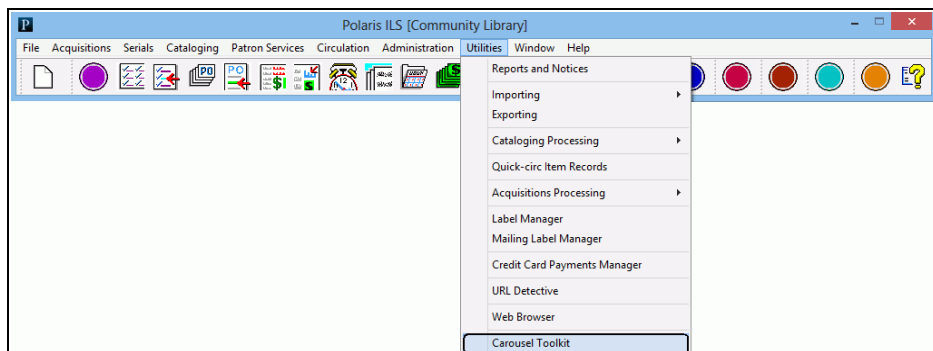 P Polaris ILS [Community Library]
File Acquisitions Serials Cataloging Patron Services Circulation Administration Utilities Window Help
Reports and Notices
Importing
Exporting
Cataloging Processing
Quick-circ Item Records
Acquisitions Processing
Label Manager
Mailing Label Manager
Credit Card Payments Manager
URL Detective
Web Browser
Carousel Toolkit